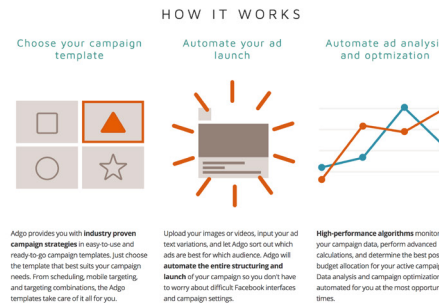 HOW IT WORKS
Choose your campaign
template
Adgo provides you with industry proven
campaign strategies in easy-to-use and
ready-to-go campaign templates. Just choose
the template that best suits your campaign
needs. From scheduling, mobile targeting,
and targeting combinations, the Adgo
templates take care of it all for you.
Automate your ad
launch
Upload your images or videos, input your ad
text variations, and let Adgo sort out which
ads are best for which audience. Adgo will
automate the entire structuring and
launch of your campaign so you don't have
to worry about difficult Facebook interfaces
and campaign settings.
Automate ad analysi
and optmization
High-performance algorithms monitor
your campaign data, perform advanced
calculations, and determine the best pos
budget allocation for your active campaig
Data analysis and campaign optimization
automated for you at the most opportun
times.